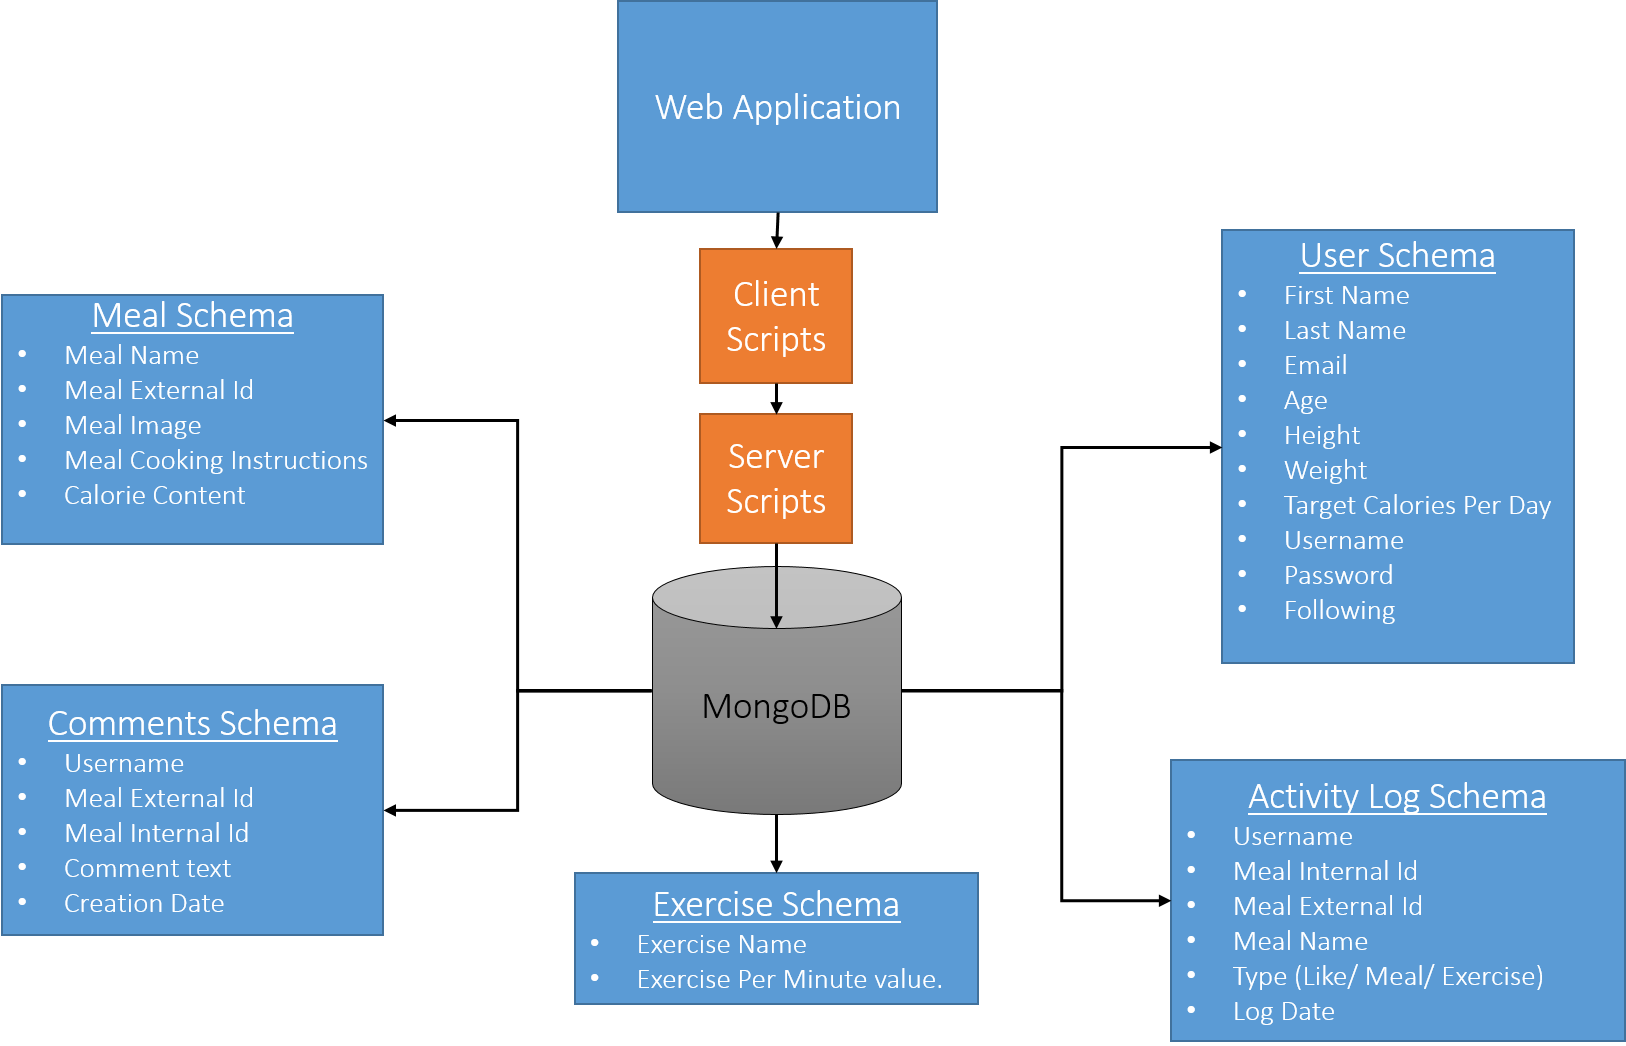 Web Application
Client
Scripts
Server
Scripts
MongoDB
Meal Schema
• Meal Name
• Meal External Id
• Meal Image
• Meal Cooking Instructions
• Calorie Content
Comments Schema
• Username
• Meal External Id
• Meal Internal Id
• Comment text
• Creation Date
Exercise Schema
• Exercise Name
• Exercise Per Minute value.
User Schema
• First Name
• Last Name
• Email
• Age
• Height
• Weight
• Target Calories Per Day
• Username
• Password
• Following
Activity Log Schema
• Username
• Meal Internal Id
• Meal External Id
• Meal Name
• Type (Like/ Meal/ Exercise)
• Log Date